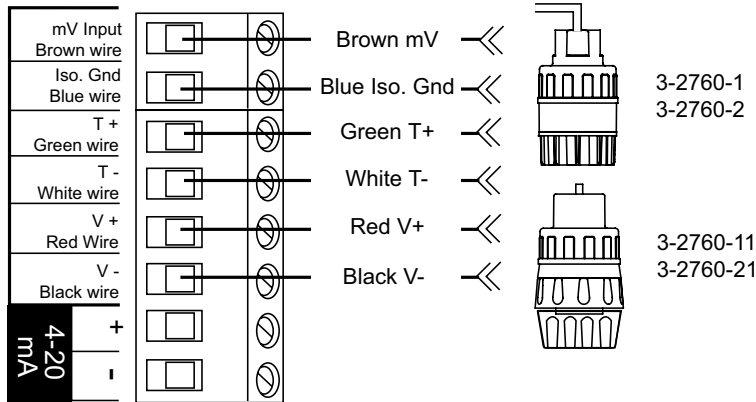 mV Input
Brown wire
Iso. Gnd
Blue wire
T +
Green wire
T -
White wire
V +
Red Wire
V -
Black wire
4-20
mA
+
-
Brown mV
Blue Iso. Gnd
Green T+
White T-
Red V+
Black V-
3-2760-1
3-2760-2
3-2760-11
3-2760-21